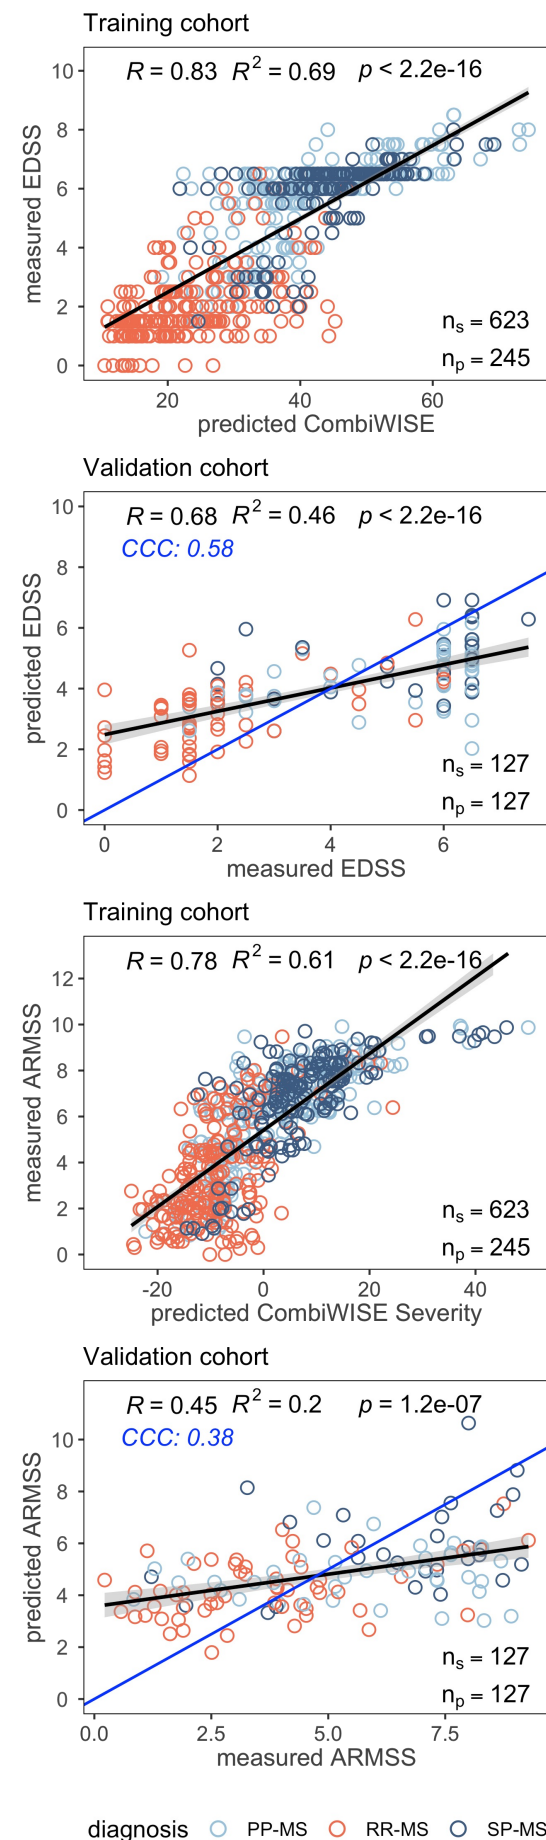 Training cohort
R = 0.83 R² = 0.69 p < 2.2e-16
10
8
6
4
2
0
measured EDSS
nₛ = 623
nₚ = 245
20 40 60
predicted CombiWISE
Validation cohort
R = 0.68 R² = 0.46 p < 2.2e-16
CCC: 0.58
10
8
6
4
2
0
predicted EDSS
nₛ = 127
nₚ = 127
0 2 4 6
measured EDSS
Training cohort
R = 0.78 R² = 0.61 p < 2.2e-16
12
10
8
6
4
2
0
measured ARMSS
nₛ = 623
nₚ = 245
-20 0 20 40
predicted CombiWISE Severity
Validation cohort
R = 0.45 R² = 0.2 p = 1.2e-07
CCC: 0.38
10
8
6
4
2
0
predicted ARMSS
nₛ = 127
nₚ = 127
0.0 2.5 5.0 7.5
measured ARMSS
diagnosis PP-MS RR-MS SP-MS